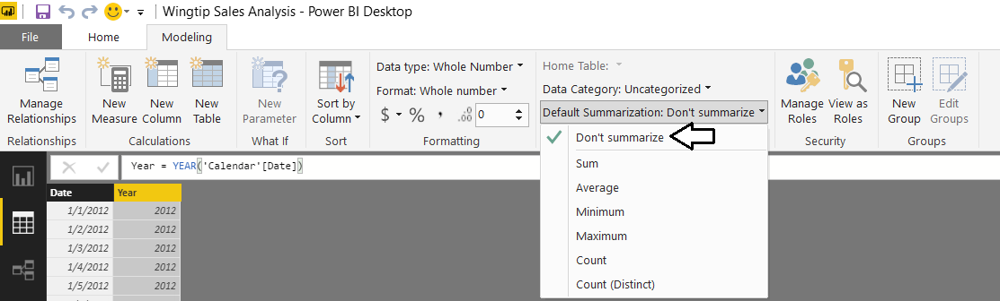 Wingtip Sales Analysis - Power BI Desktop
File Home Modeling
Manage Relationships
New Measure
New Column
New Table
New Parameter
Sort by Column
Data type: Whole Number
Format: Whole number
$ % , .00 0
Home Table:
Data Category: Uncategorized
Default Summarization: Don't summarize
Manage Roles
View as Roles
New Group
Edit Groups
Relationships Calculations What If Sort Formatting Security Groups
Don't summarize
Sum
Average
Minimum
Maximum
Count
Count (Distinct)
Year = YEAR('Calendar'[Date])
Date Year
1/1/2012 2012
1/2/2012 2012
1/3/2012 2012
1/4/2012 2012
1/5/2012 2012